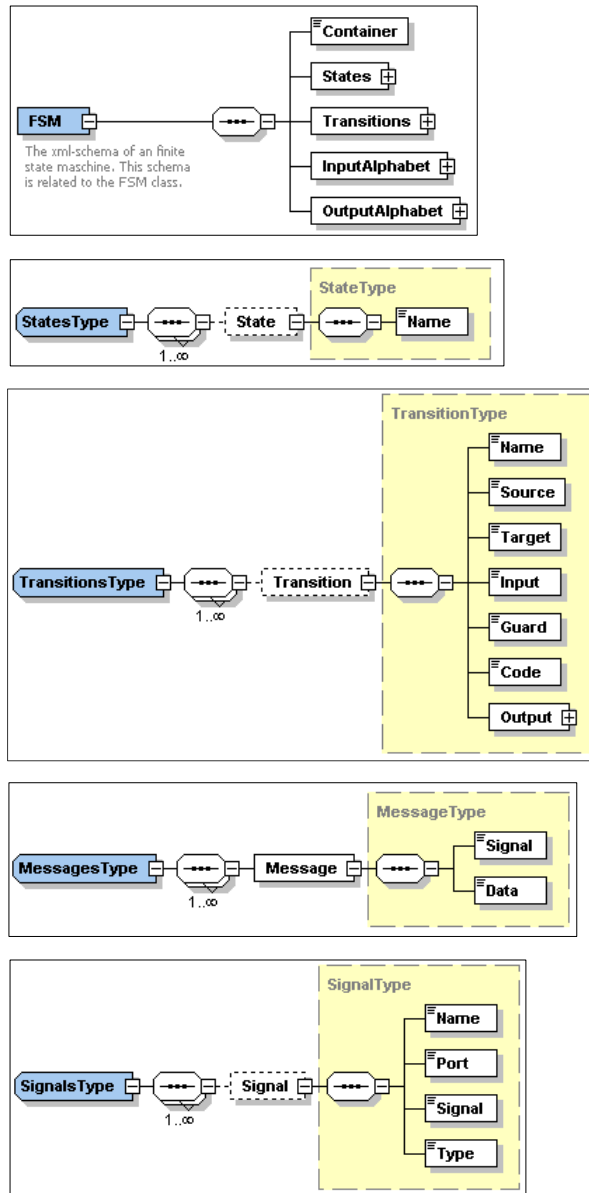 Container
States
FSM
Transitions
The xml-schema of an finite
state maschine. This schema
is related to the FSM class.
InputAlphabet
OutputAlphabet
StateType
StatesType
State
Name
1..∞
TransitionType
Name
Source
Target
TransitionsType
Transition
Input
1..∞
Guard
Code
Output
MessageType
Signal
MessagesType
Message
Data
1..∞
SignalType
Name
Port
SignalsType
Signal
Signal
1..∞
Type